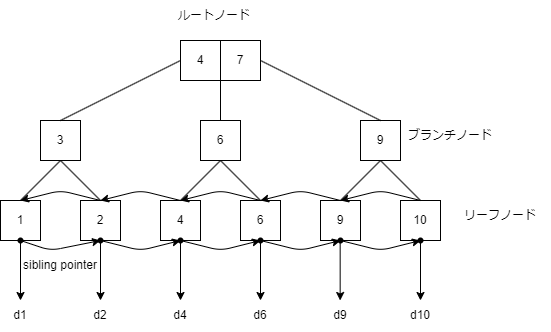 ルートノード
4 7
3 6 9
ブランチノード
1 2 4 6 9 10
リーフノード
sibling pointer
d1 d2 d4 d6 d9 d10